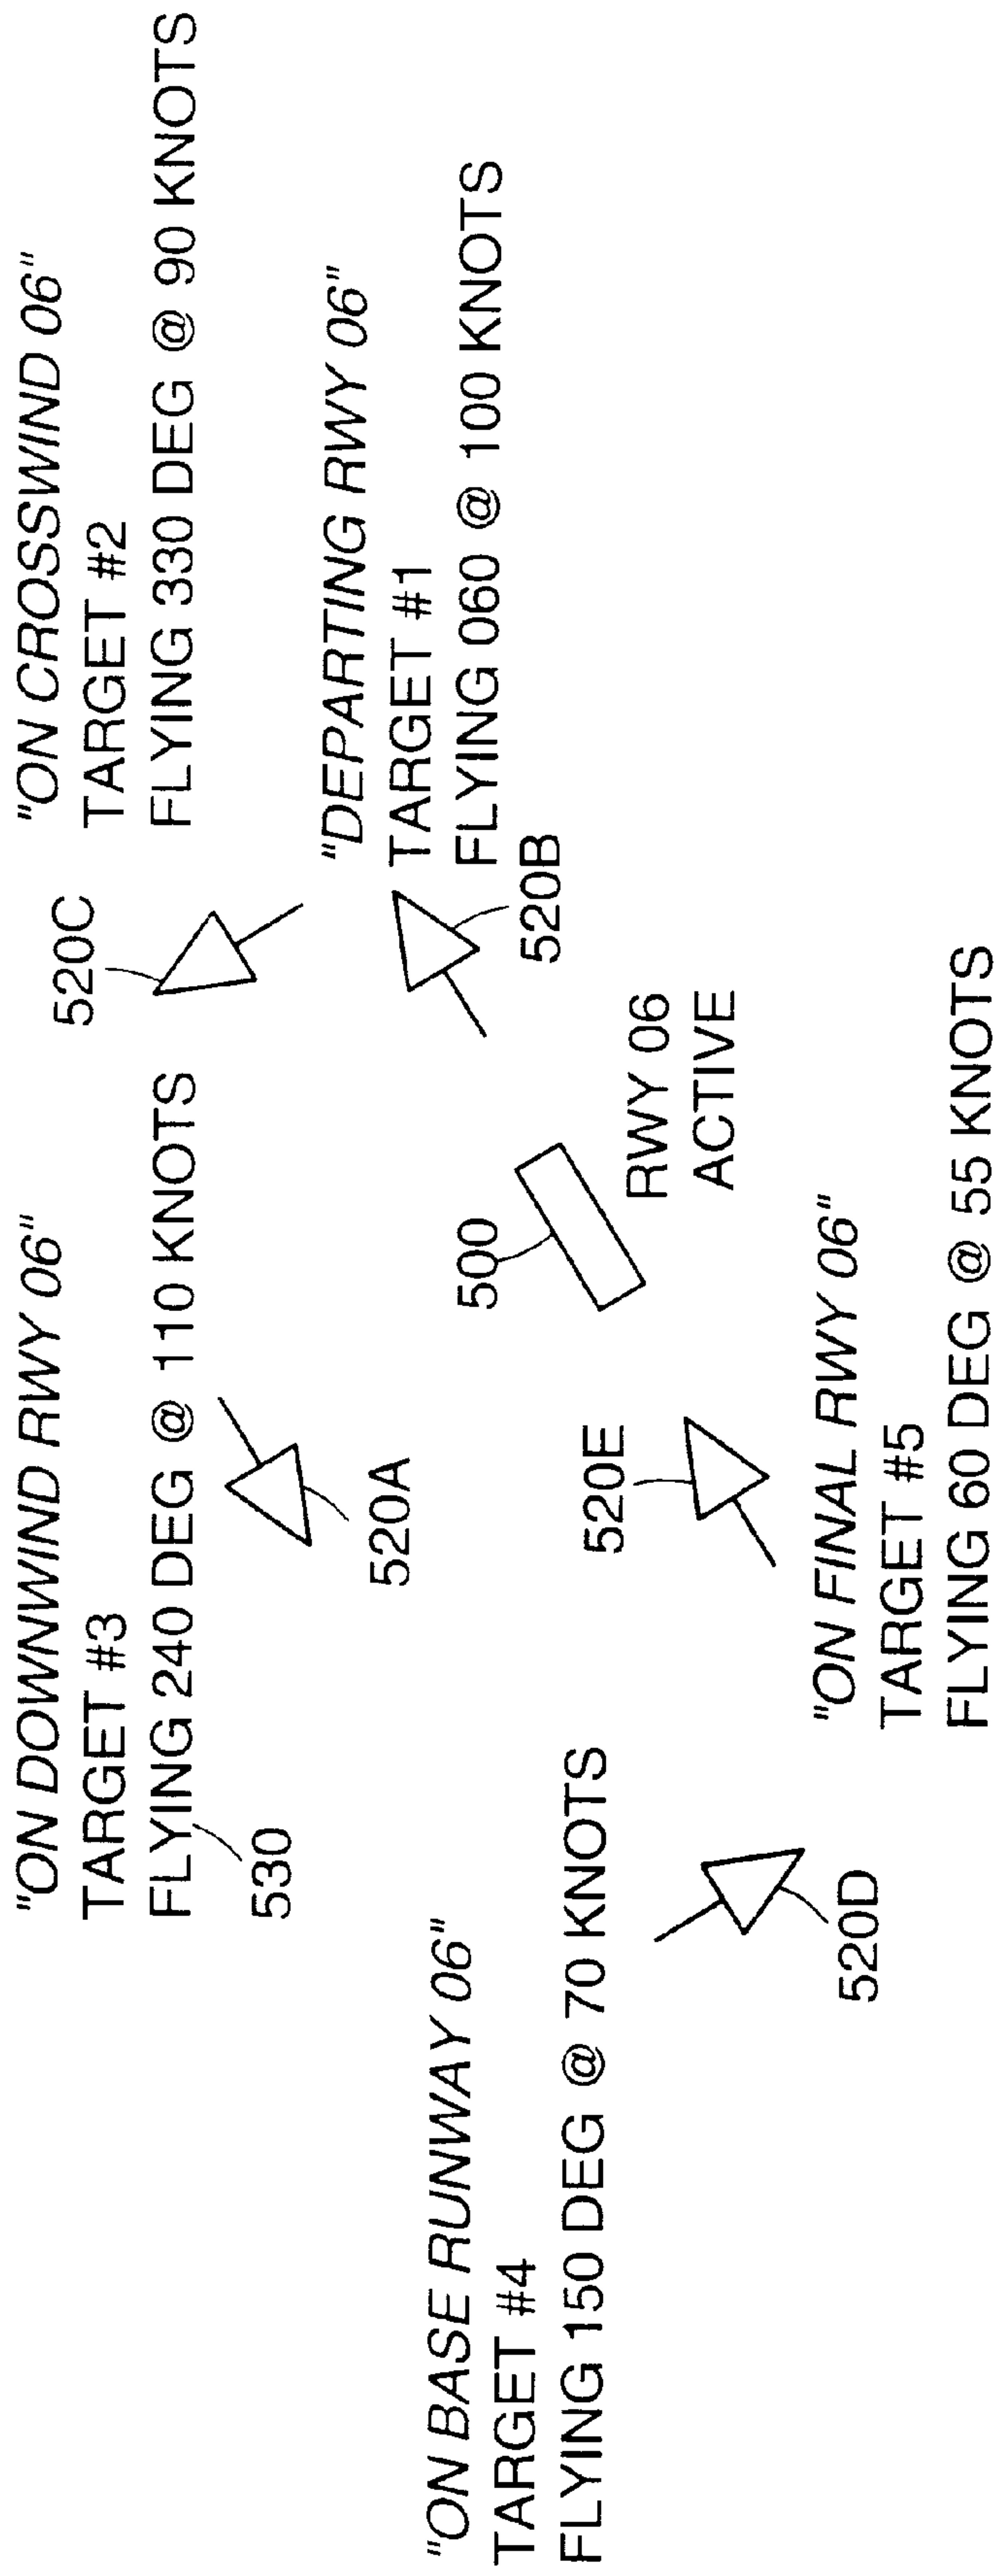 "ON DOWNWIND RWY 06"
TARGET #3
FLYING 240 DEG @ 110 KNOTS
530
520A
"ON CROSSWIND 06"
TARGET #2
FLYING 330 DEG @ 90 KNOTS
520C
"DEPARTING RWY 06"
TARGET #1
FLYING 060 @ 100 KNOTS
520B
500
RWY 06
ACTIVE
"ON BASE RUNWAY 06"
TARGET #4
FLYING 150 DEG @ 70 KNOTS
520D
520E
"ON FINAL RWY 06"
TARGET #5
FLYING 60 DEG @ 55 KNOTS